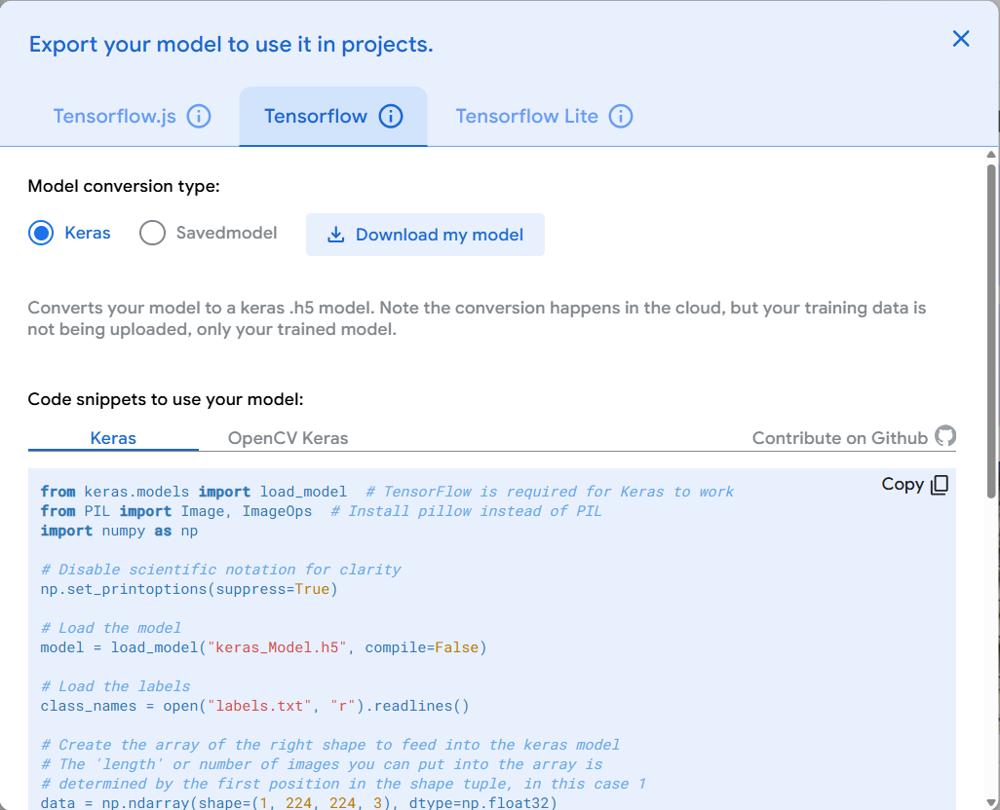 Export your model to use it in projects.
Tensorflow.js
Tensorflow
Tensorflow Lite
Model conversion type:
Keras
Savedmodel
Download my model
Converts your model to a keras .h5 model. Note the conversion happens in the cloud, but your training data is
not being uploaded, only your trained model.
Code snippets to use your model:
Keras
OpenCV Keras
Contribute on Github
Copy
from keras.models import load_model  # TensorFlow is required for Keras to work
from PIL import Image, ImageOps  # Install pillow instead of PIL
import numpy as np
# Disable scientific notation for clarity
np.set_printoptions(suppress=True)
# Load the model
model = load_model("keras_Model.h5", compile=False)
# Load the labels
class_names = open("labels.txt", "r").readlines()
# Create the array of the right shape to feed into the keras model
# The 'length' or number of images you can put into the array is
# determined by the first position in the shape tuple, in this case 1
data = np.ndarray(shape=(1, 224, 224, 3), dtype=np.float32)